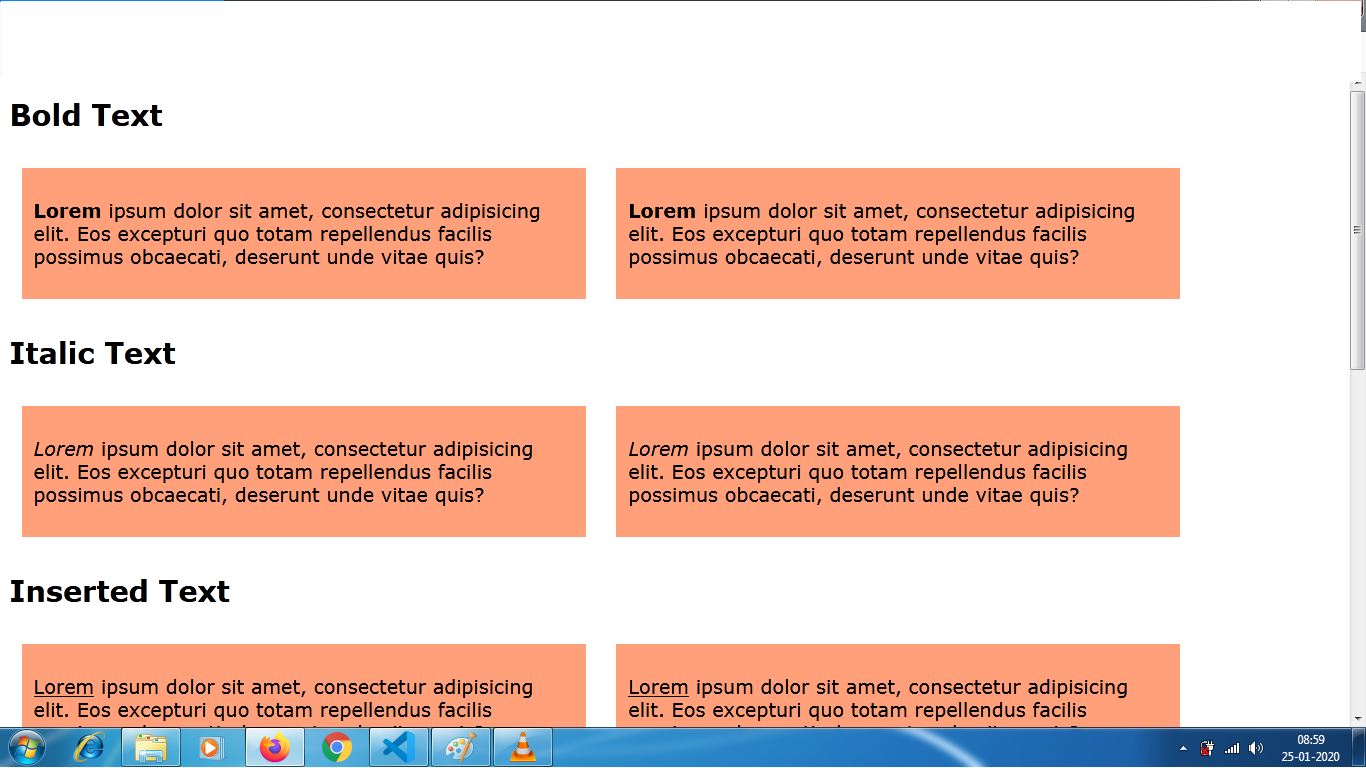 Bold Text
Lorem ipsum dolor sit amet, consectetur adipisicing
elit. Eos excepturi quo totam repellendus facilis
possimus obcaecati, deserunt unde vitae quis?
Lorem ipsum dolor sit amet, consectetur adipisicing
elit. Eos excepturi quo totam repellendus facilis
possimus obcaecati, deserunt unde vitae quis?
Italic Text
Lorem ipsum dolor sit amet, consectetur adipisicing
elit. Eos excepturi quo totam repellendus facilis
possimus obcaecati, deserunt unde vitae quis?
Lorem ipsum dolor sit amet, consectetur adipisicing
elit. Eos excepturi quo totam repellendus facilis
possimus obcaecati, deserunt unde vitae quis?
Inserted Text
Lorem ipsum dolor sit amet, consectetur adipisicing
elit. Eos excepturi quo totam repellendus facilis
Lorem ipsum dolor sit amet, consectetur adipisicing
elit. Eos excepturi quo totam repellendus facilis
08:59
25-01-2020